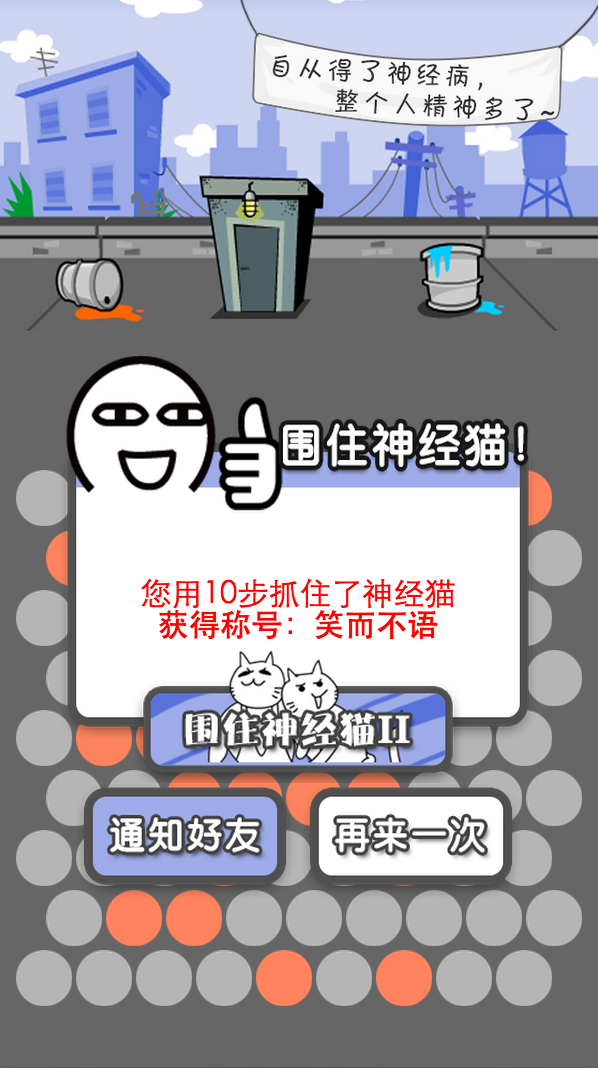 自从得了神经病，
整个人精神多了~
围住神经猫！
您用10步抓住了神经猫
获得称号：笑而不语
围住神经猫II
通知好友
再来一次